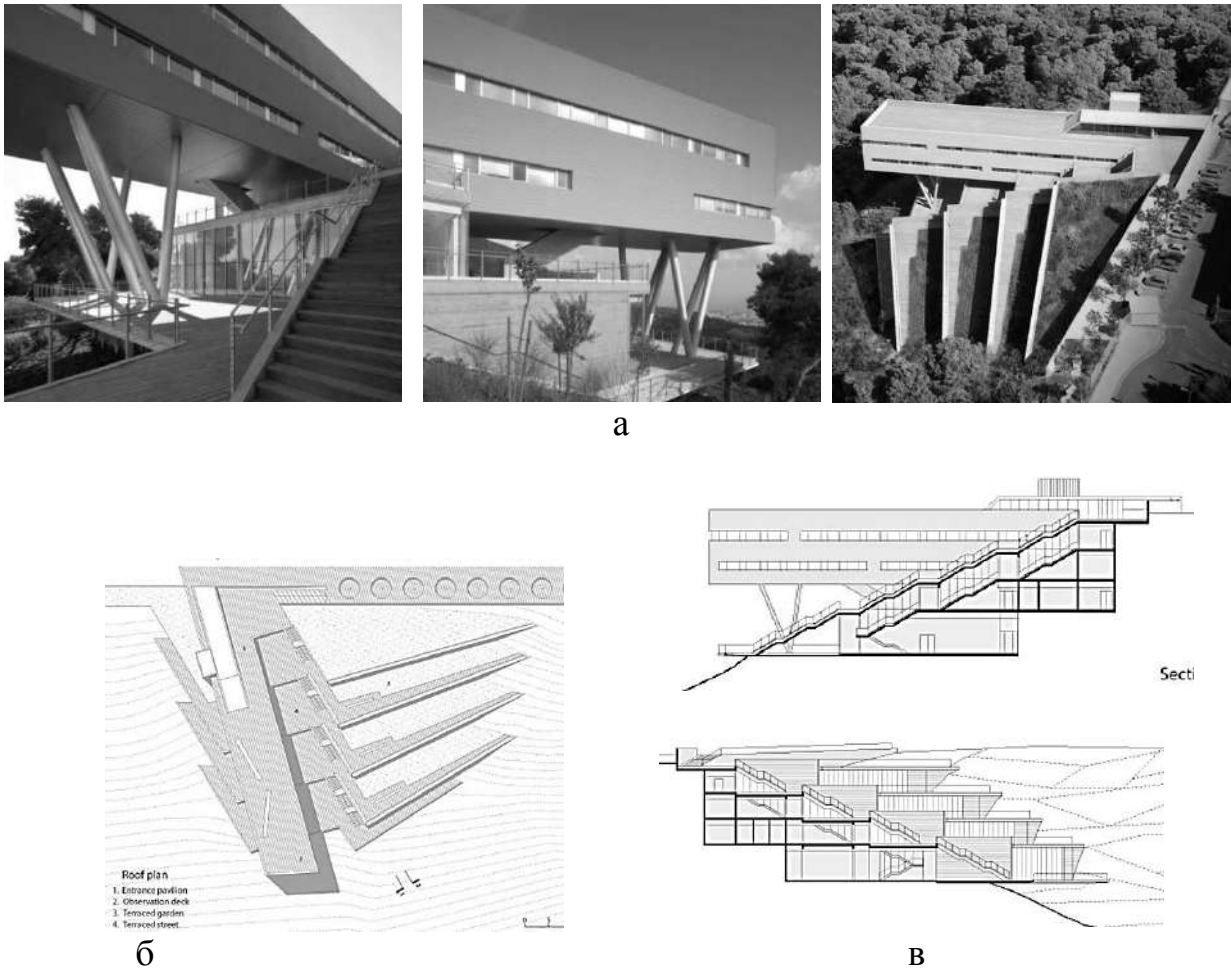 а
Secti
Roof plan
1. Entrance pavilion
2. Observation deck
3. Terraced garden
4. Terraced street
б
в